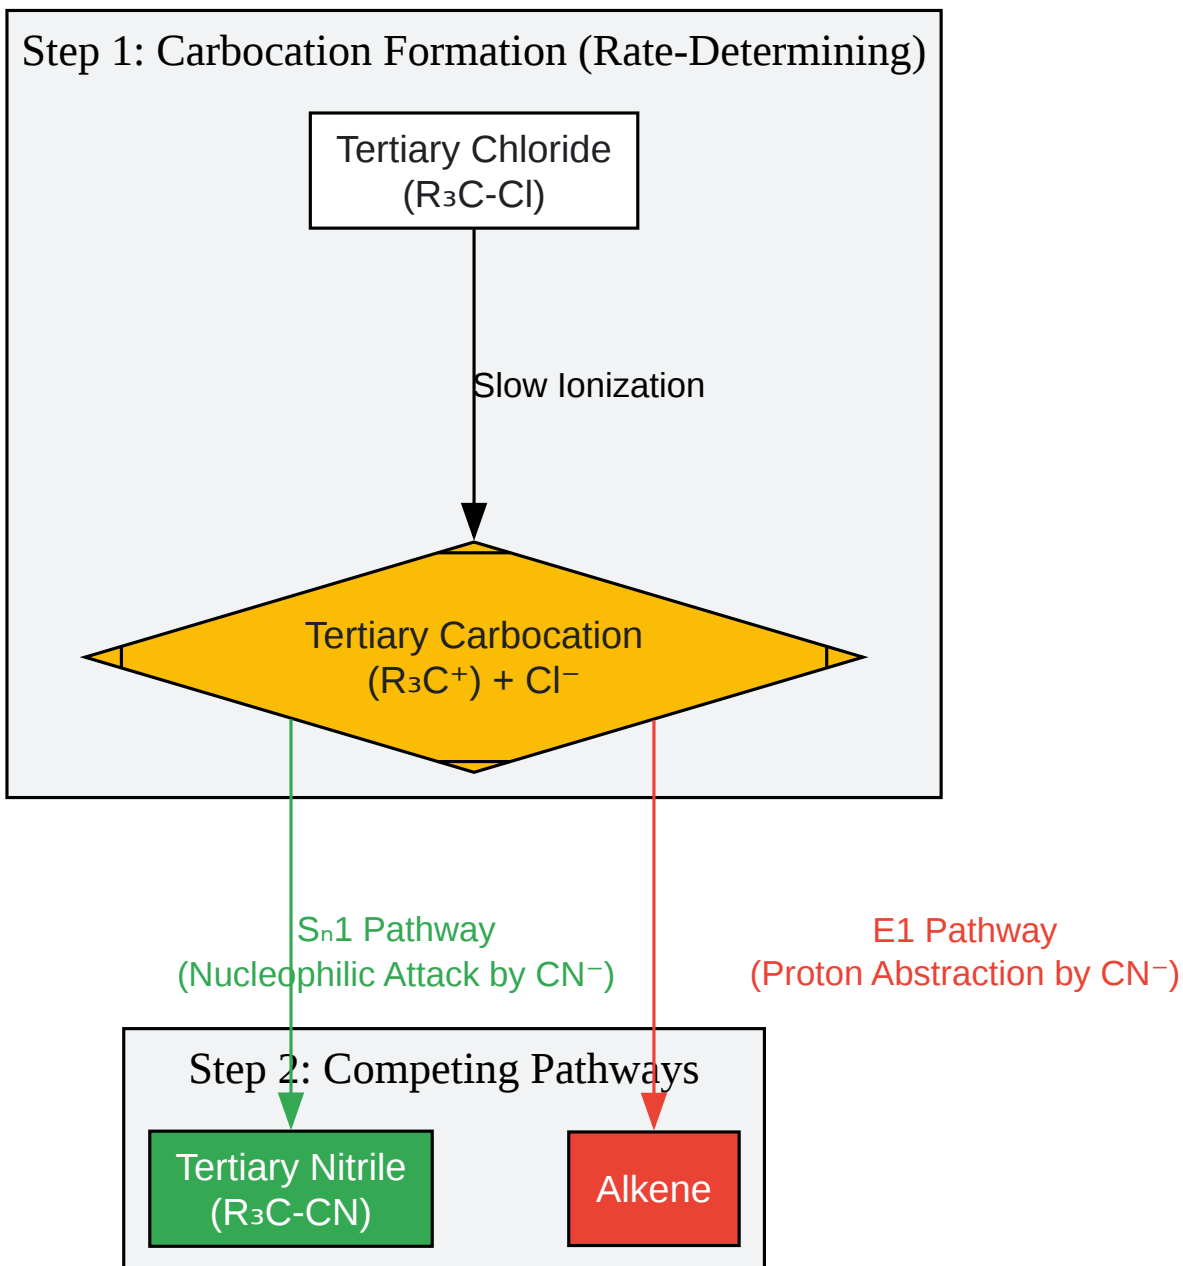 Step 1: Carbocation Formation (Rate-Determining)
Tertiary Chloride
(R₃C-Cl)
Slow Ionization
Tertiary Carbocation
(R₃C⁺) + Cl⁻
Sₙ1 Pathway
(Nucleophilic Attack by CN⁻)
E1 Pathway
(Proton Abstraction by CN⁻)
Step 2: Competing Pathways
Tertiary Nitrile
(R₃C-CN)
Alkene